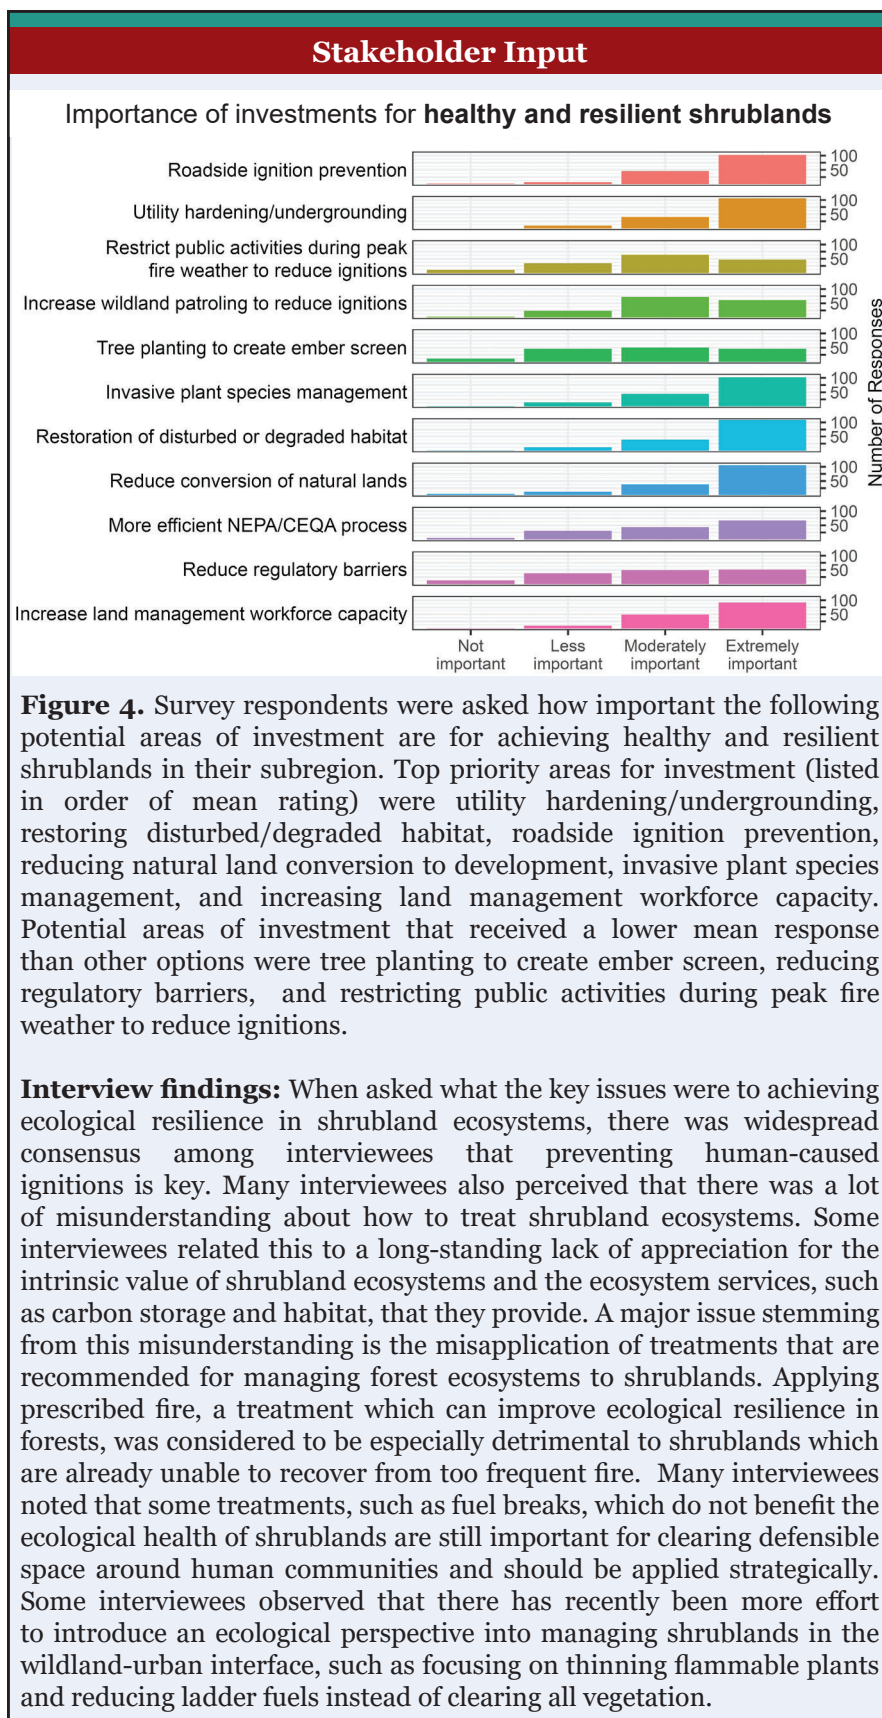 Stakeholder Input
Importance of investments for healthy and resilient shrublands
Roadside ignition prevention
100
50
Utility hardening/undergrounding
100
50
Restrict public activities during peak
fire weather to reduce ignitions
100
50
Increase wildland patroling to reduce ignitions
100
50
Tree planting to create ember screen
100
50
Invasive plant species management
100
50
Restoration of disturbed or degraded habitat
100
50
Reduce conversion of natural lands
100
50
More efficient NEPA/CEQA process
100
50
Reduce regulatory barriers
100
50
Increase land management workforce capacity
100
50
Number of Responses
Not
important
Less
important
Moderately
important
Extremely
important
Figure 4. Survey respondents were asked how important the following
potential areas of investment are for achieving healthy and resilient
shrublands in their subregion. Top priority areas for investment (listed
in order of mean rating) were utility hardening/undergrounding,
restoring disturbed/degraded habitat, roadside ignition prevention,
reducing natural land conversion to development, invasive plant species
management, and increasing land management workforce capacity.
Potential areas of investment that received a lower mean response
than other options were tree planting to create ember screen, reducing
regulatory barriers, and restricting public activities during peak fire
weather to reduce ignitions.
Interview findings: When asked what the key issues were to achieving
ecological resilience in shrubland ecosystems, there was widespread
consensus among interviewees that preventing human-caused
ignitions is key. Many interviewees also perceived that there was a lot
of misunderstanding about how to treat shrubland ecosystems. Some
interviewees related this to a long-standing lack of appreciation for the
intrinsic value of shrubland ecosystems and the ecosystem services, such
as carbon storage and habitat, that they provide. A major issue stemming
from this misunderstanding is the misapplication of treatments that are
recommended for managing forest ecosystems to shrublands. Applying
prescribed fire, a treatment which can improve ecological resilience in
forests, was considered to be especially detrimental to shrublands which
are already unable to recover from too frequent fire. Many interviewees
noted that some treatments, such as fuel breaks, which do not benefit the
ecological health of shrublands are still important for clearing defensible
space around human communities and should be applied strategically.
Some interviewees observed that there has recently been more effort
to introduce an ecological perspective into managing shrublands in the
wildland-urban interface, such as focusing on thinning flammable plants
and reducing ladder fuels instead of clearing all vegetation.